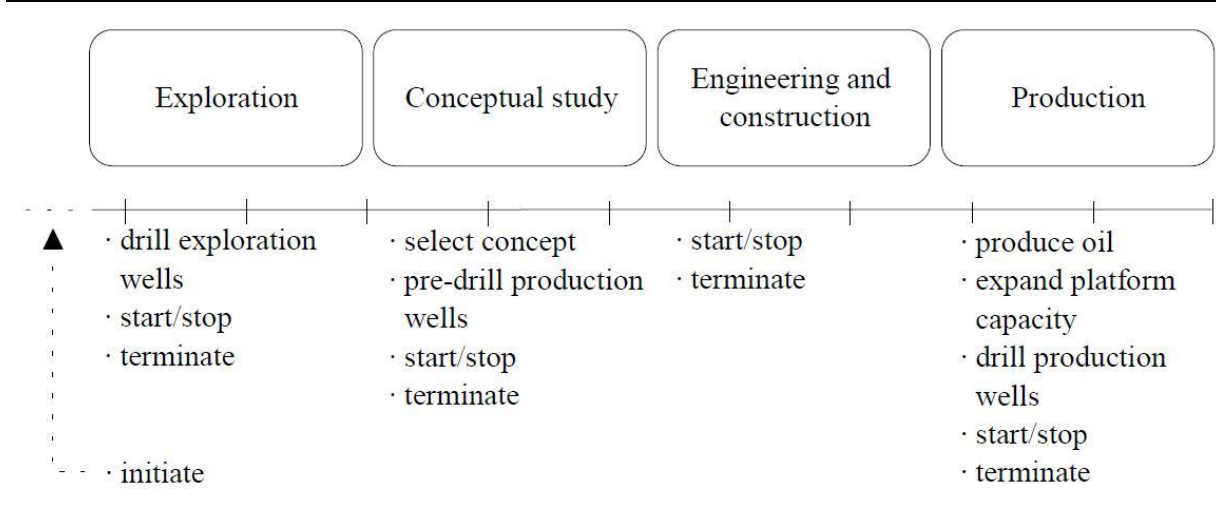 Exploration
Conceptual study
Engineering and
construction
Production
· drill exploration
wells
· start/stop
· terminate
· initiate
· select concept
· pre-drill production
wells
· start/stop
· terminate
· start/stop
· terminate
· produce oil
· expand platform
capacity
· drill production
wells
· start/stop
· terminate